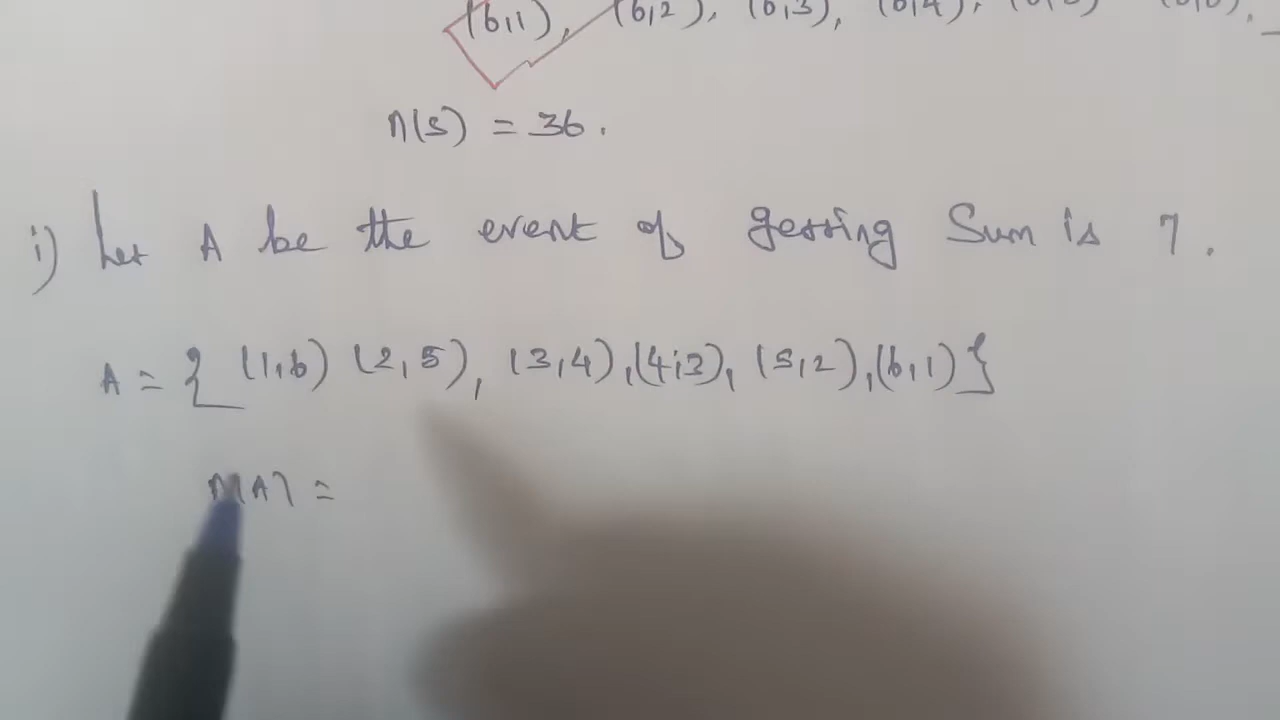 (6,1), (6,2), (6,3), (6,4),
n(s) = 36.
i) Let A be the event of getting Sum is 7.
A = { (1,6) (2,5), (3,4), (4,3), (5,2), (6,1) }
n(A) =